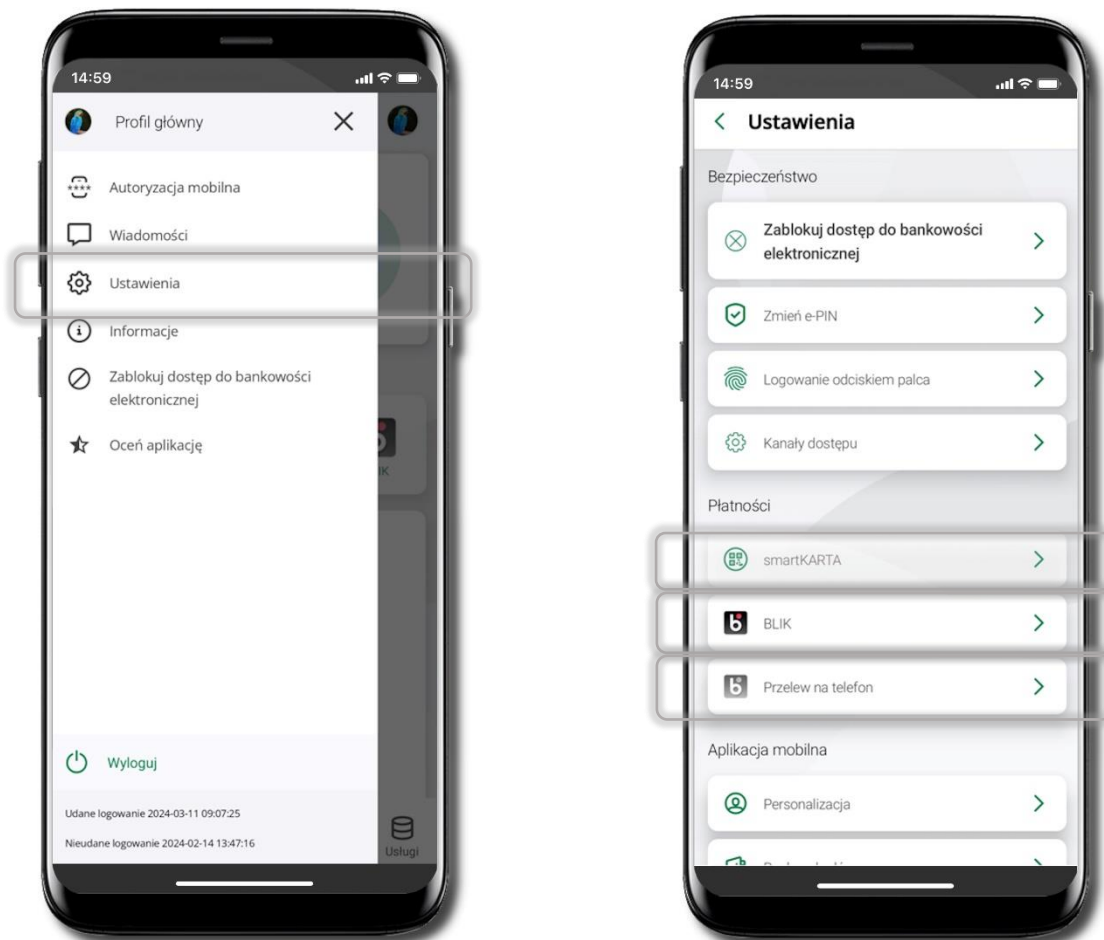 14:59
Profil główny
Autoryzacja mobilna
Wiadomości
Ustawienia
Informacje
Zablokuj dostęp do bankowości
elektronicznej
Oceń aplikację
Wyloguj
Udane logowanie 2024-03-11 09:07:25
Nieudane logowanie 2024-02-14 13:47:16
IK
Usługi
14:59
Ustawienia
Bezpieczeństwo
Zablokuj dostęp do bankowości
elektronicznej
Zmień e-PIN
Logowanie odciskiem palca
Kanały dostępu
Płatności
smartKARTA
BLIK
Przelew na telefon
Aplikacja mobilna
Personalizacja